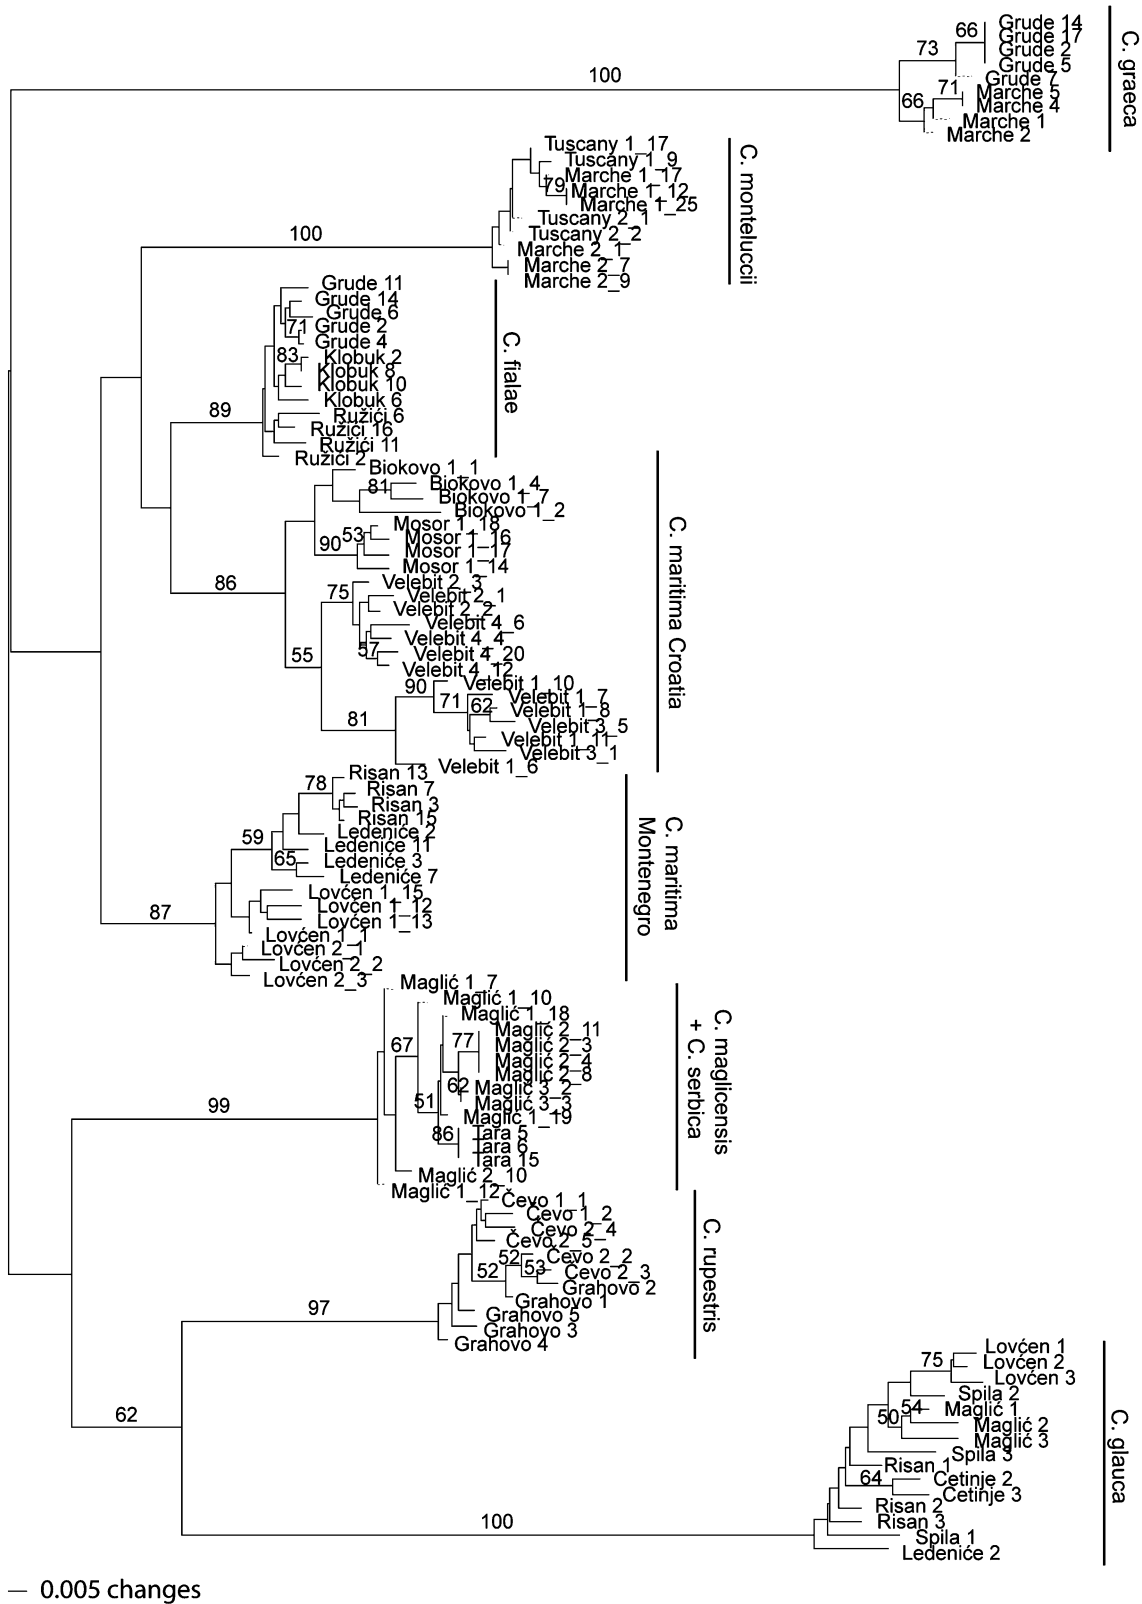 Grude 14
66
Grude 17
73
Grude 2
Grude 5
100
Grude 7
71
Marche 5
66
Marche 4
Marche 1
Marche 2
C. graeca
Tuscany 1_17
Tuscany 1_9
Marche 1_17
79
Marche 1_12
Marche 1_25
Tuscany 2_1
Tuscany 2_2
100
Marche 2_1
Marche 2_7
Marche 2_9
C. monteluccii
Grude 11
Grude 14
Grude 6
71
Grude 2
Grude 4
83
Klobuk 2
Klobuk 8
Klobuk 10
Klobuk 6
89
Ružići 6
Ružići 16
Ružići 11
Ružići 2
C. fialae
Biokovo 1_1
81
Biokovo 1_4
Biokovo 1_7
Biokovo 1_2
Mosor 1_18
53
Mosor 1_16
90
Mosor 1_17
Mosor 1_14
86
Velebit 2_3
75
Velebit 2_1
Velebit 2_2
Velebit 4_6
Velebit 4_4
57
Velebit 4_20
55
Velebit 4_12
90
Velebit 1_10
71
Velebit 1_7
62
Velebit 1_8
81
Velebit 3_5
Velebit 1_11
Velebit 3_1
Velebit 1_6
C. maritima Croatia
Risan 13
78
Risan 7
Risan 3
Risan 15
Ledeniće 2
59
Ledeniće 11
65
Ledeniće 3
Ledeniće 7
Lovćen 1_15
87
Lovćen 1_12
Lovćen 1_13
Lovćen 1_1
Lovćen 2_1
Lovćen 2_2
Lovćen 2_3
C. maritima
Montenegro
Maglić 1_7
Maglić 1_10
Maglić 1_18
Maglić 2_11
67
77
Maglić 2_3
Maglić 2_4
Maglić 2_8
62
Maglić 3_2
51
Maglić 3_3
99
Maglić 1_19
86
Tara 5
Tara 6
Tara 15
Maglić 2_10
Maglić 1_12
C. maglicensis
+ C. serbica
Čevo 1_1
Čevo 1_2
Čevo 2_4
Čevo 2_5
52
Čevo 2_2
52
53
Čevo 2_3
Grahovo 2
Grahovo 1
97
Grahovo 5
Grahovo 3
Grahovo 4
C. rupestris
Lovćen 1
75
Lovćen 2
Lovćen 3
Spila 2
54
Maglić 1
50
Maglić 2
62
Maglić 3
Spila 3
Risan 1
64
Cetinje 2
Cetinje 3
Risan 2
100
Risan 3
Spila 1
Ledeniće 2
C. glauca
0.005 changes